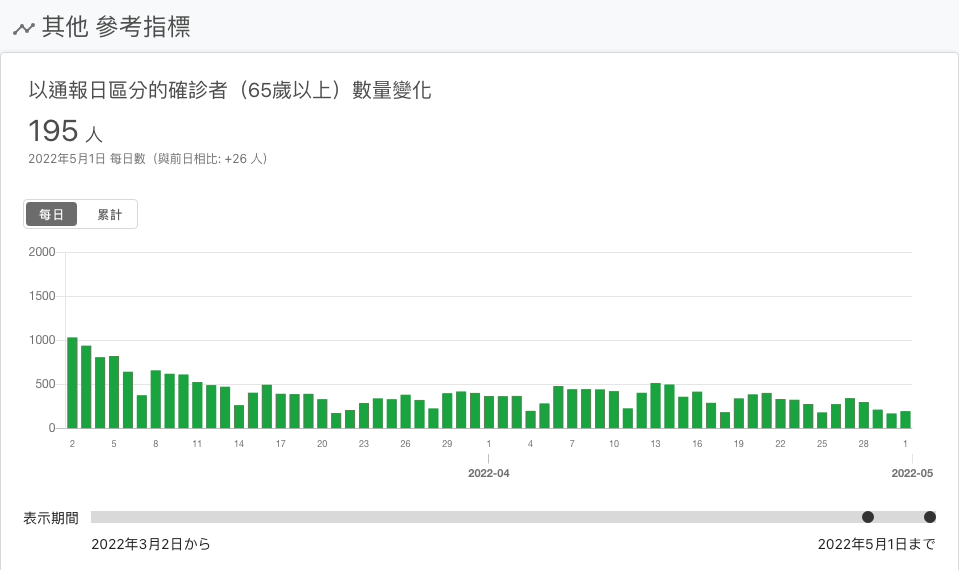 其他 參考指標
以通報日區分的確診者（65歲以上）數量變化
195 人
2022年5月1日 每日數（與前日相比: +26 人）
每日 累計
2000
1500
1000
500
0
2 5 8 11 14 17 20 23 26 29 1 4 7 10 13 16 19 22 25 28 1
2022-04 2022-05
表示期間
2022年3月2日から 2022年5月1日まで